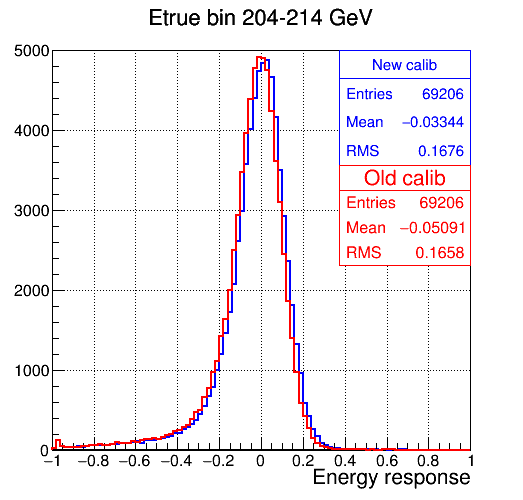 Etrue bin 204-214 GeV
New calib
Entries 69206
Mean −0.03344
RMS 0.1676
Old calib
Entries 69206
Mean −0.05091
RMS 0.1658
5000
4000
3000
2000
1000
0
−1 −0.8 −0.6 −0.4 −0.2 0 0.2 0.4 0.6 0.8 1
Energy response